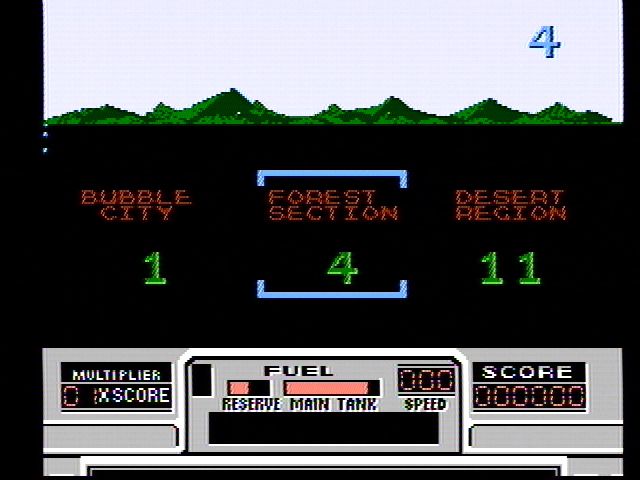 4
BUBBLE CITY
FOREST SECTION
DESERT REGION
1 4 11
MULTIPLIER
0 1XSCORE
FUEL
RESERVE MAIN TANK
000
SPEED
SCORE
000000